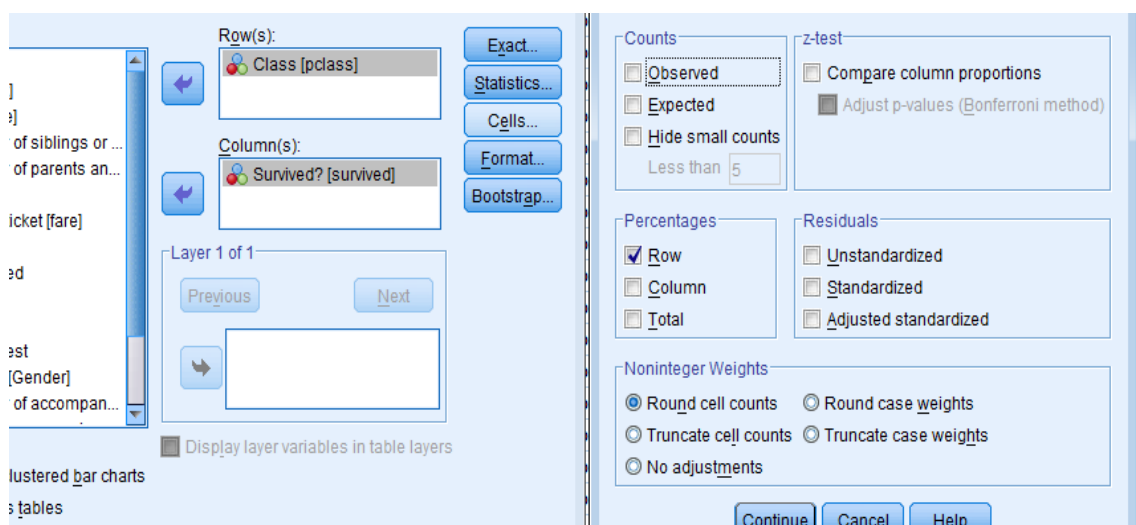 ]
e]
of siblings or ...
of parents an...
icket [fare]
ed
est
[Gender]
of accompan...
lustered bar charts
s tables
Row(s):
Class [pclass]
Column(s):
Survived? [survived]
Layer 1 of 1
Previous
Next
Display layer variables in table layers
Exact...
Statistics...
Cells...
Format...
Bootstrap...
Counts
Observed
Expected
Hide small counts
Less than 5
z-test
Compare column proportions
Adjust p-values (Bonferroni method)
Percentages
Row
Column
Total
Residuals
Unstandardized
Standardized
Adjusted standardized
Noninteger Weights
Round cell counts
Round case weights
Truncate cell counts
Truncate case weights
No adjustments
Continue
Cancel
Help